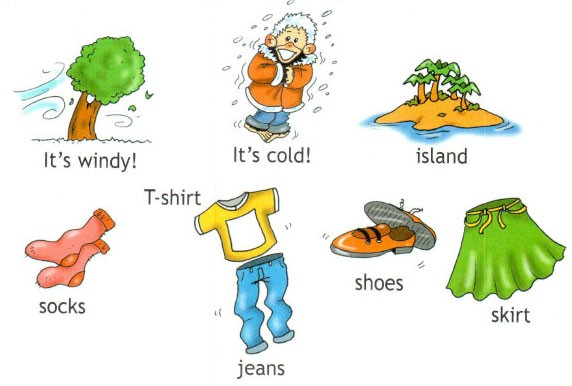 It's windy!
It's cold!
island
T-shirt
socks
jeans
shoes
skirt